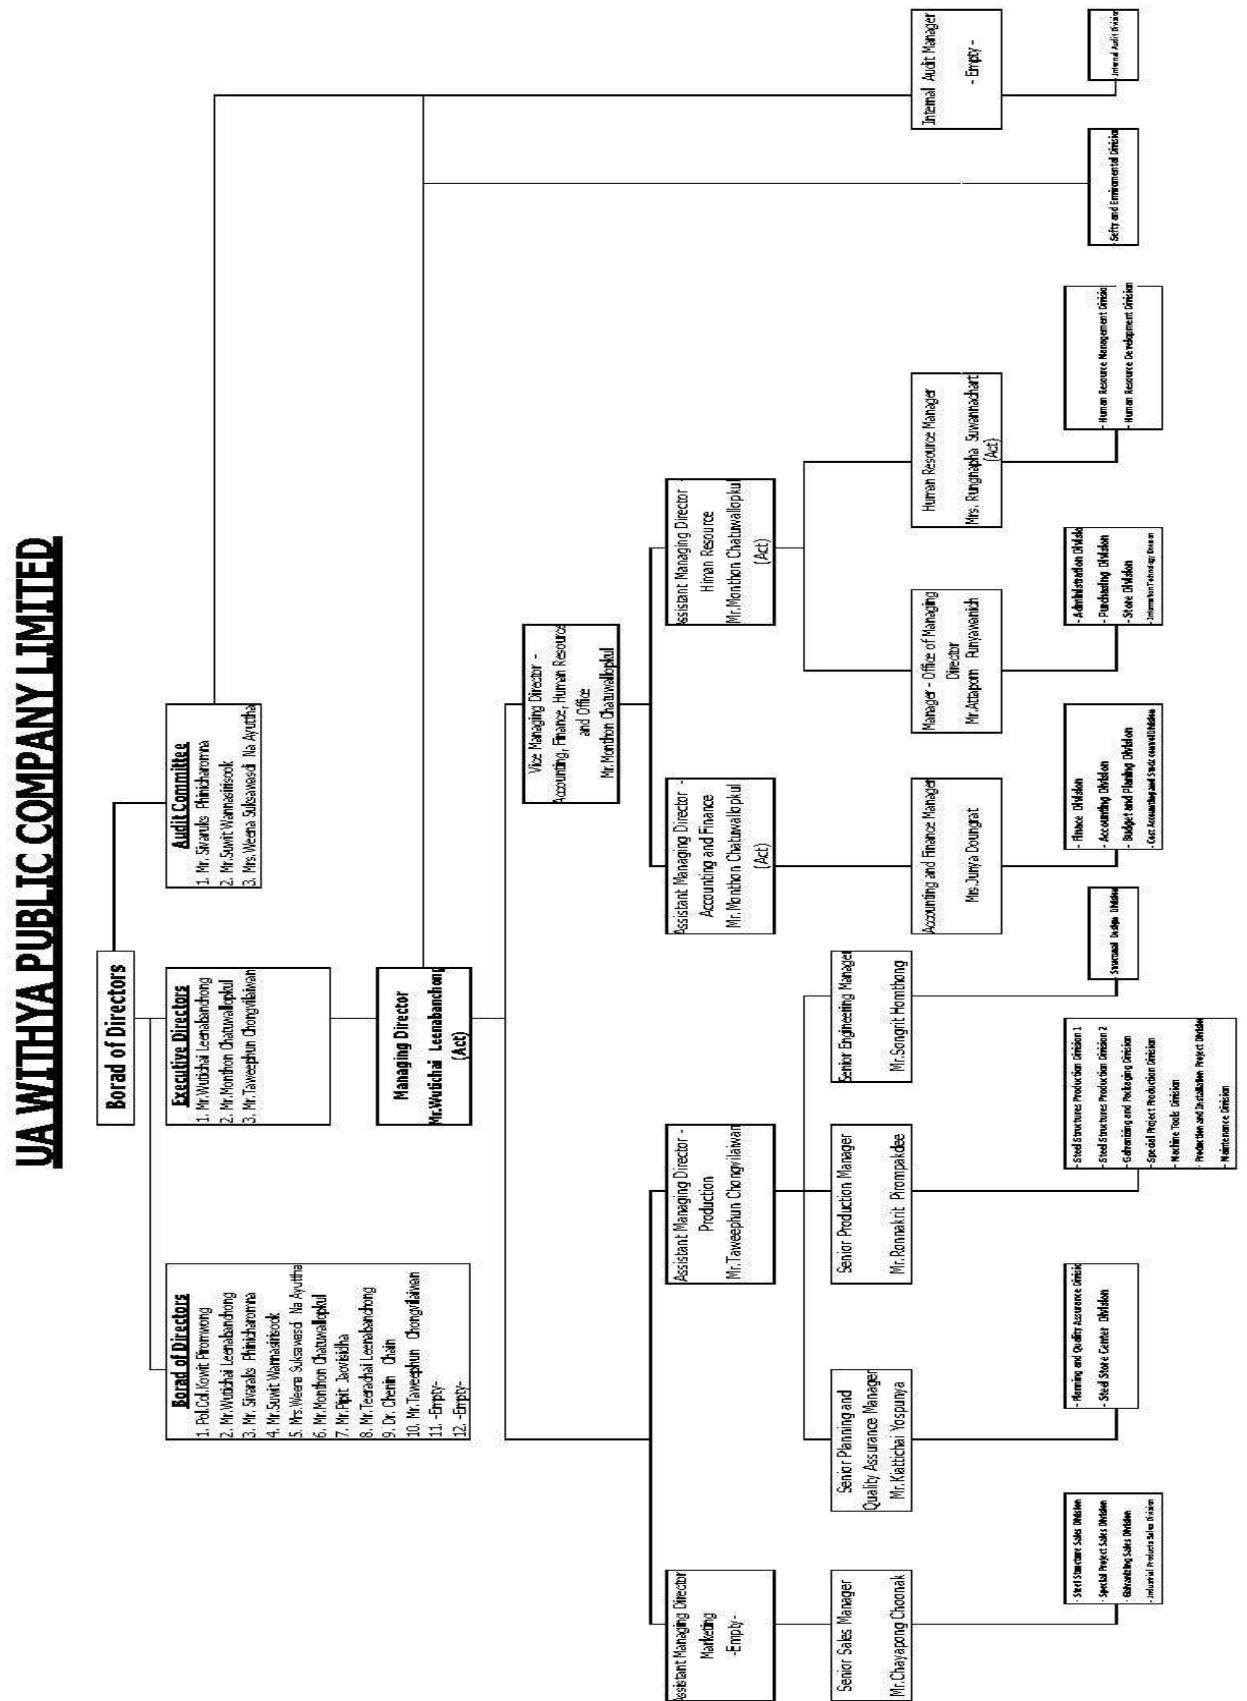 UA WITHYA PUBLIC COMPANY LIMITED
Borad of Directors
Borad of Directors
1. Pol.Col.Kowit Piromwong
2. Mr.Wutichai Leenabanchong
3. Mr. Sivaraks Phinicharomna
4. Mr.Suwit Wannasirisook
5. Mrs.Weena Suksawasdi Na Ayuttha
6. Mr.Monthon Chatuwallopkul
7. Mr.Pipit Jaovisidha
8. Mr.Teerachai Leenabanchong
9. Dr. Chenin Chain
10. Mr.Taweephun Chongvilaiwan
11. -Empty-
12. -Empty-
Executive Directors
1. Mr.Wutichai Leenabanchong
2. Mr.Monthon Chatuwallopkul
3. Mr.Taweephun Chongvilaiwan
Audit Committee
1. Mr. Sivaruks Phinicharomna
2. Mr.Suwit Wannasirisook
3. Mrs.Weena Suksawasdi Na Ayuttha
Managing Director
Mr.Wutichai Leenabanchong
(Act)
Vice Managing Director -
Accounting, Finance, Human Resource
and Office
Mr.Monthon Chatuwallopkul
Assistant Managing Director
Marketing
-Empty-
Assistant Managing Director -
Production
Mr.Taweephun Chongvilaiwan
Assistant Managing Director -
Accounting and Finance
Mr. Monthon Chatuwallopkul
(Act)
Assistant Managing Director -
Himan Resource
Mr.Monthon Chatuwallopkul
(Act)
Senior Sales Manager
Mr.Chayapong Choonak
Senior Planning and
Quality Assurance Manager
Mr.Kiattichai Yospunya
Senior Production Manager
Mr.Ronnakrit Pirompakdee
Senior Engineering Manager
Mr.Songrit Homthong
Accounting and Finance Manager
Mrs.Junya Doungrat
Manager - Office of Managing
Director
Mr.Attaporn Punyawanich
Human Resource Manager
Mrs. Rungnapha Suwannachart
(Act)
Internal Audit Manager
- Empty -
- Steel Structure Sales Division
- Special Project Sales Division
- Galvanizing Sales Division
- Industrial Products Sales Division
- Planning and Quality Assurance Divisio
- Steel Store Center Division
- Steel Structures Production Division 1
- Steel Structures Production Division 2
- Galvanizing and Packaging Division
- Special Project Production Division
- Machine Tools Division
- Production and Installation Project Division
- Maintenance Division
Structural Design Division
- Finace Division
- Accounting Division
- Budget and Planing Division
- Cost Accounting and Stock control Division
- Administration Divisio
- Purchasing Division
- Store Division
- Information Technology Division
- Human Resource Management Divisio
- Human Resource Development Division
- Sefty and Enviromental Division
- Internal Audit Division